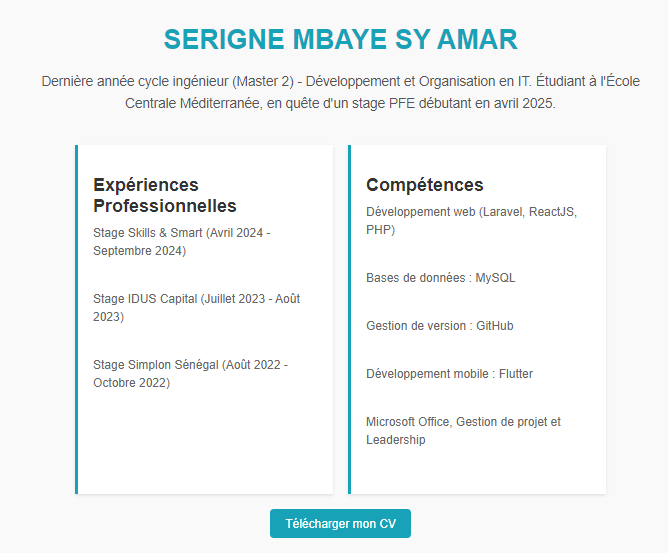 SERIGNE MBAYE SY AMAR
Dernière année cycle ingénieur (Master 2) - Développement et Organisation en IT. Étudiant à l'École
Centrale Méditerranée, en quête d'un stage PFE débutant en avril 2025.
Expériences
Professionnelles
Stage Skills & Smart (Avril 2024 -
Septembre 2024)
Stage IDUS Capital (Juillet 2023 - Août
2023)
Stage Simplon Sénégal (Août 2022 -
Octobre 2022)
Compétences
Développement web (Laravel, ReactJS,
PHP)
Bases de données : MySQL
Gestion de version : GitHub
Développement mobile : Flutter
Microsoft Office, Gestion de projet et
Leadership
Télécharger mon CV